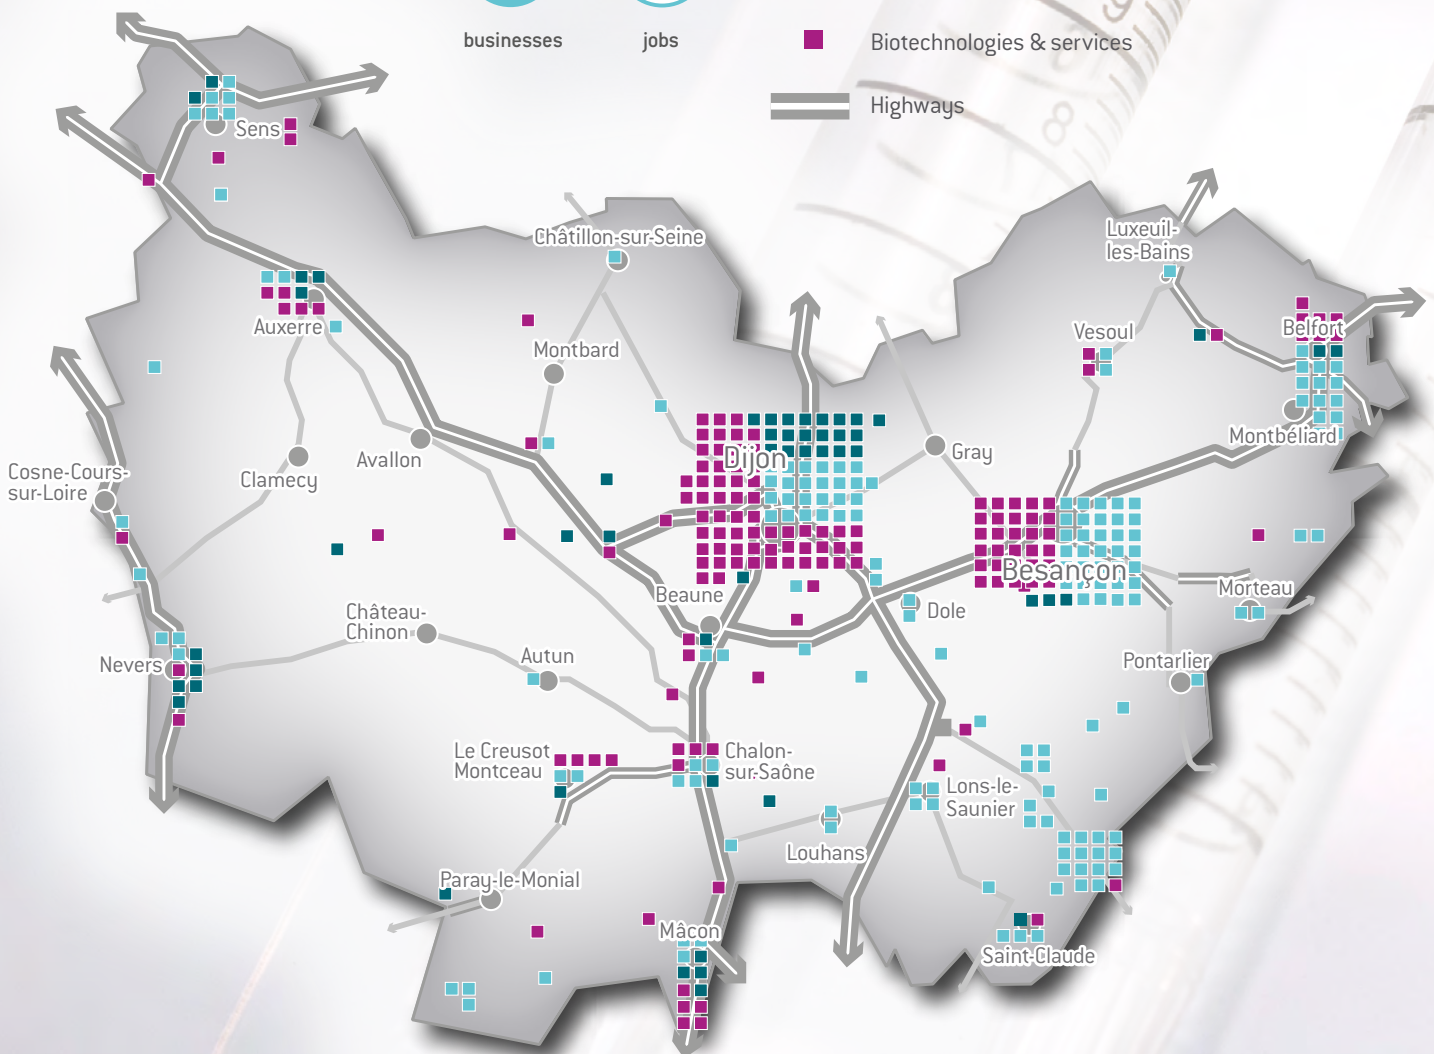 businesses
jobs
Biotechnologies & services
Highways
Sens
Châtillon-sur-Seine
Luxeuil-
les-Bains
Auxerre
Belfort
Vesoul
Montbard
Avallon
Clamecy
Dijon
Gray
Montbéliard
Cosne-Cours-
sur-Loire
Besançon
Morteau
Beaune
Dole
Château-
Chinon
Nevers
Autun
Pontarlier
Le Creusot
Montceau
Chalon-
sur-Saône
Lons-le-
Saunier
Louhans
Paray-le-Monial
Mâcon
Saint-Claude